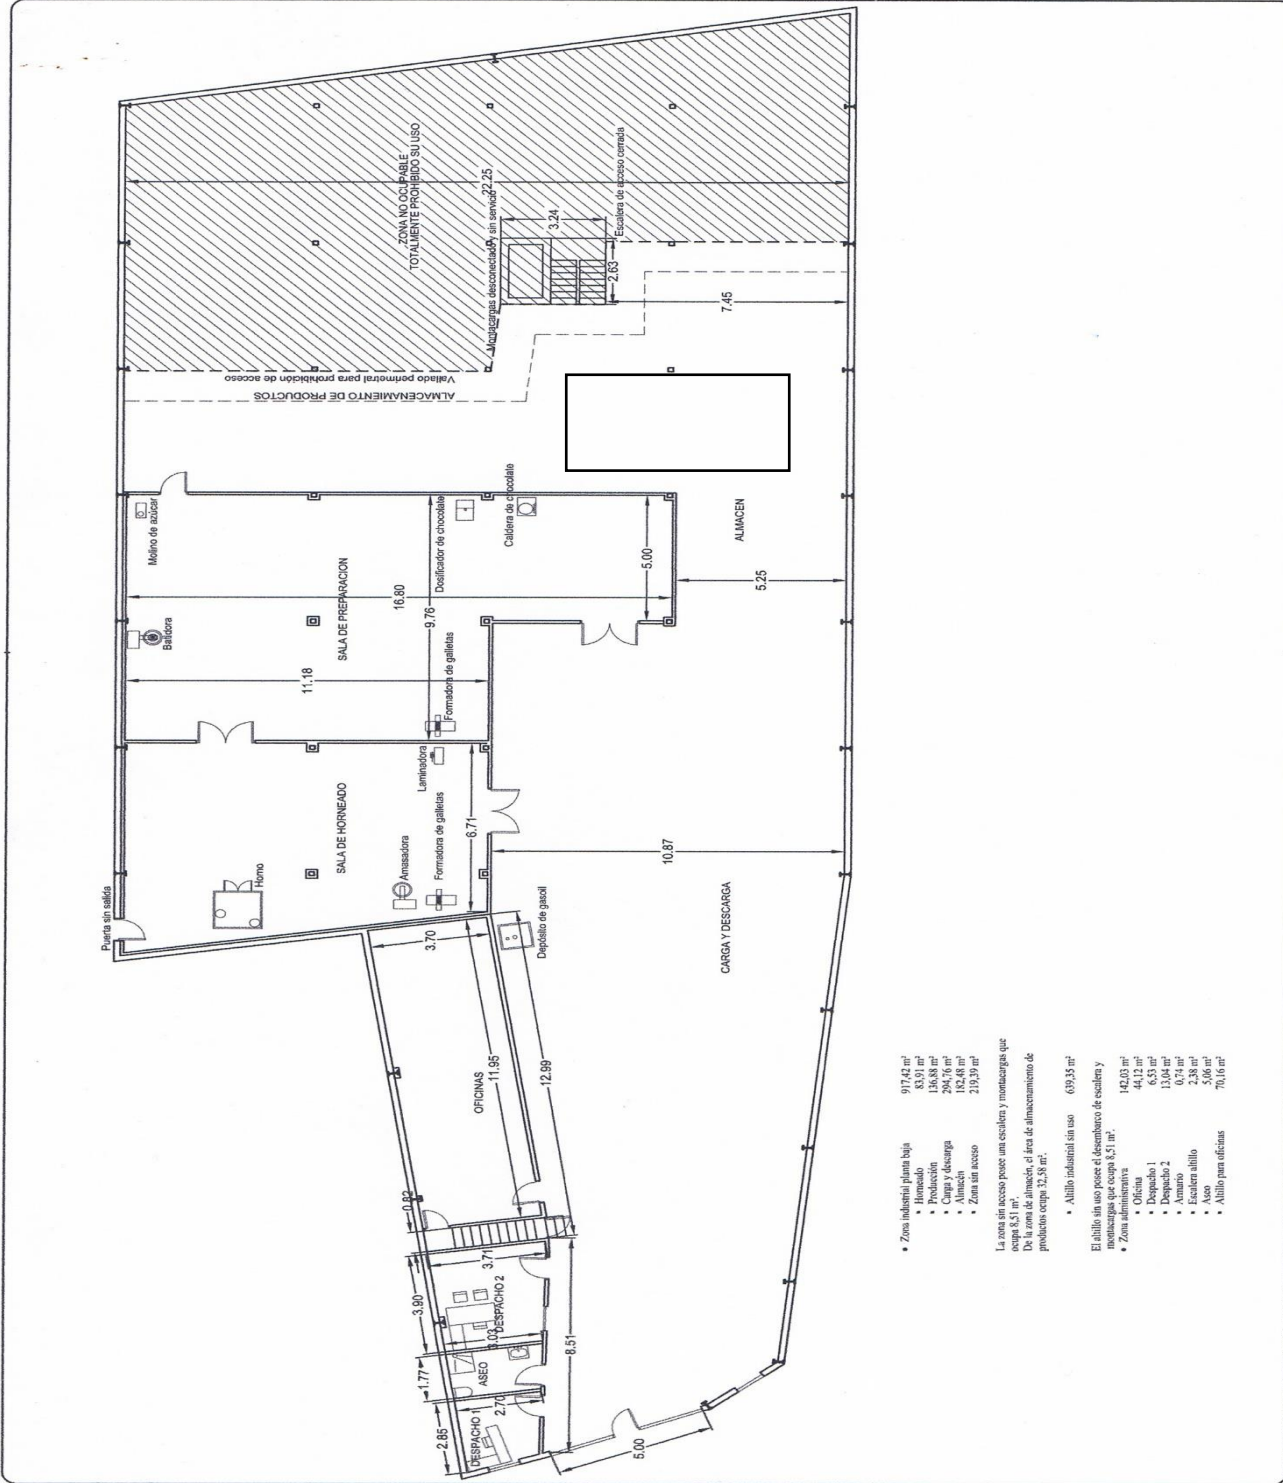 ZONA NO OCUPABLE
TOTALMENTE PROHIBIDO SU USO
22.25
Montacargas desconectado y sin servicio
3.24
Escalera de acceso cerrada
2.63
7.45
Vallado perimetral para prohibición de acceso
ALMACENAMIENTO DE PRODUCTOS
Molino de azúcar
Dosificador de chocolate
Caldera de chocolate
ALMACEN
Batidora
SALA DE PREPARACION
16.80
9.76
5.00
5.25
11.18
Formadora de galletas
Laminadora
SALA DE HORNEADO
Formadora de galletas
6.71
Amasadora
Horno
10.87
Puerta sin salida
CARGA Y DESCARGA
3.70
Depósito de gasoil
OFICINAS
11.95
12.99
0.82
3.71
3.90
DESPACHO 2
3.03
8.51
1.77
ASEO
2.70
2.85
DESPACHO 1
5.00
• Zona industrial planta baja 917,42 m²
• Horneado 83,91 m²
• Producción 136,88 m²
• Carga y descarga 294,76 m²
• Almacén 182,48 m²
• Zona sin acceso 219,39 m²
La zona sin acceso posee una escalera y montacargas que
ocupa 8,51 m².
De la zona de almacén, el área de almacenamiento de
productos ocupa 32,58 m².
• Altillo industrial sin uso 639,35 m²
El altillo sin uso posee el desembarco de escalera y
montacargas que ocupa 8,51 m².
• Zona administrativa 142,03 m²
• Oficina 44,12 m²
• Despacho 1 6,53 m²
• Despacho 2 13,04 m²
• Armario 0,74 m²
• Escalera altillo 2,38 m²
• Aseo 5,06 m²
• Altillo para oficinas 70,16 m²